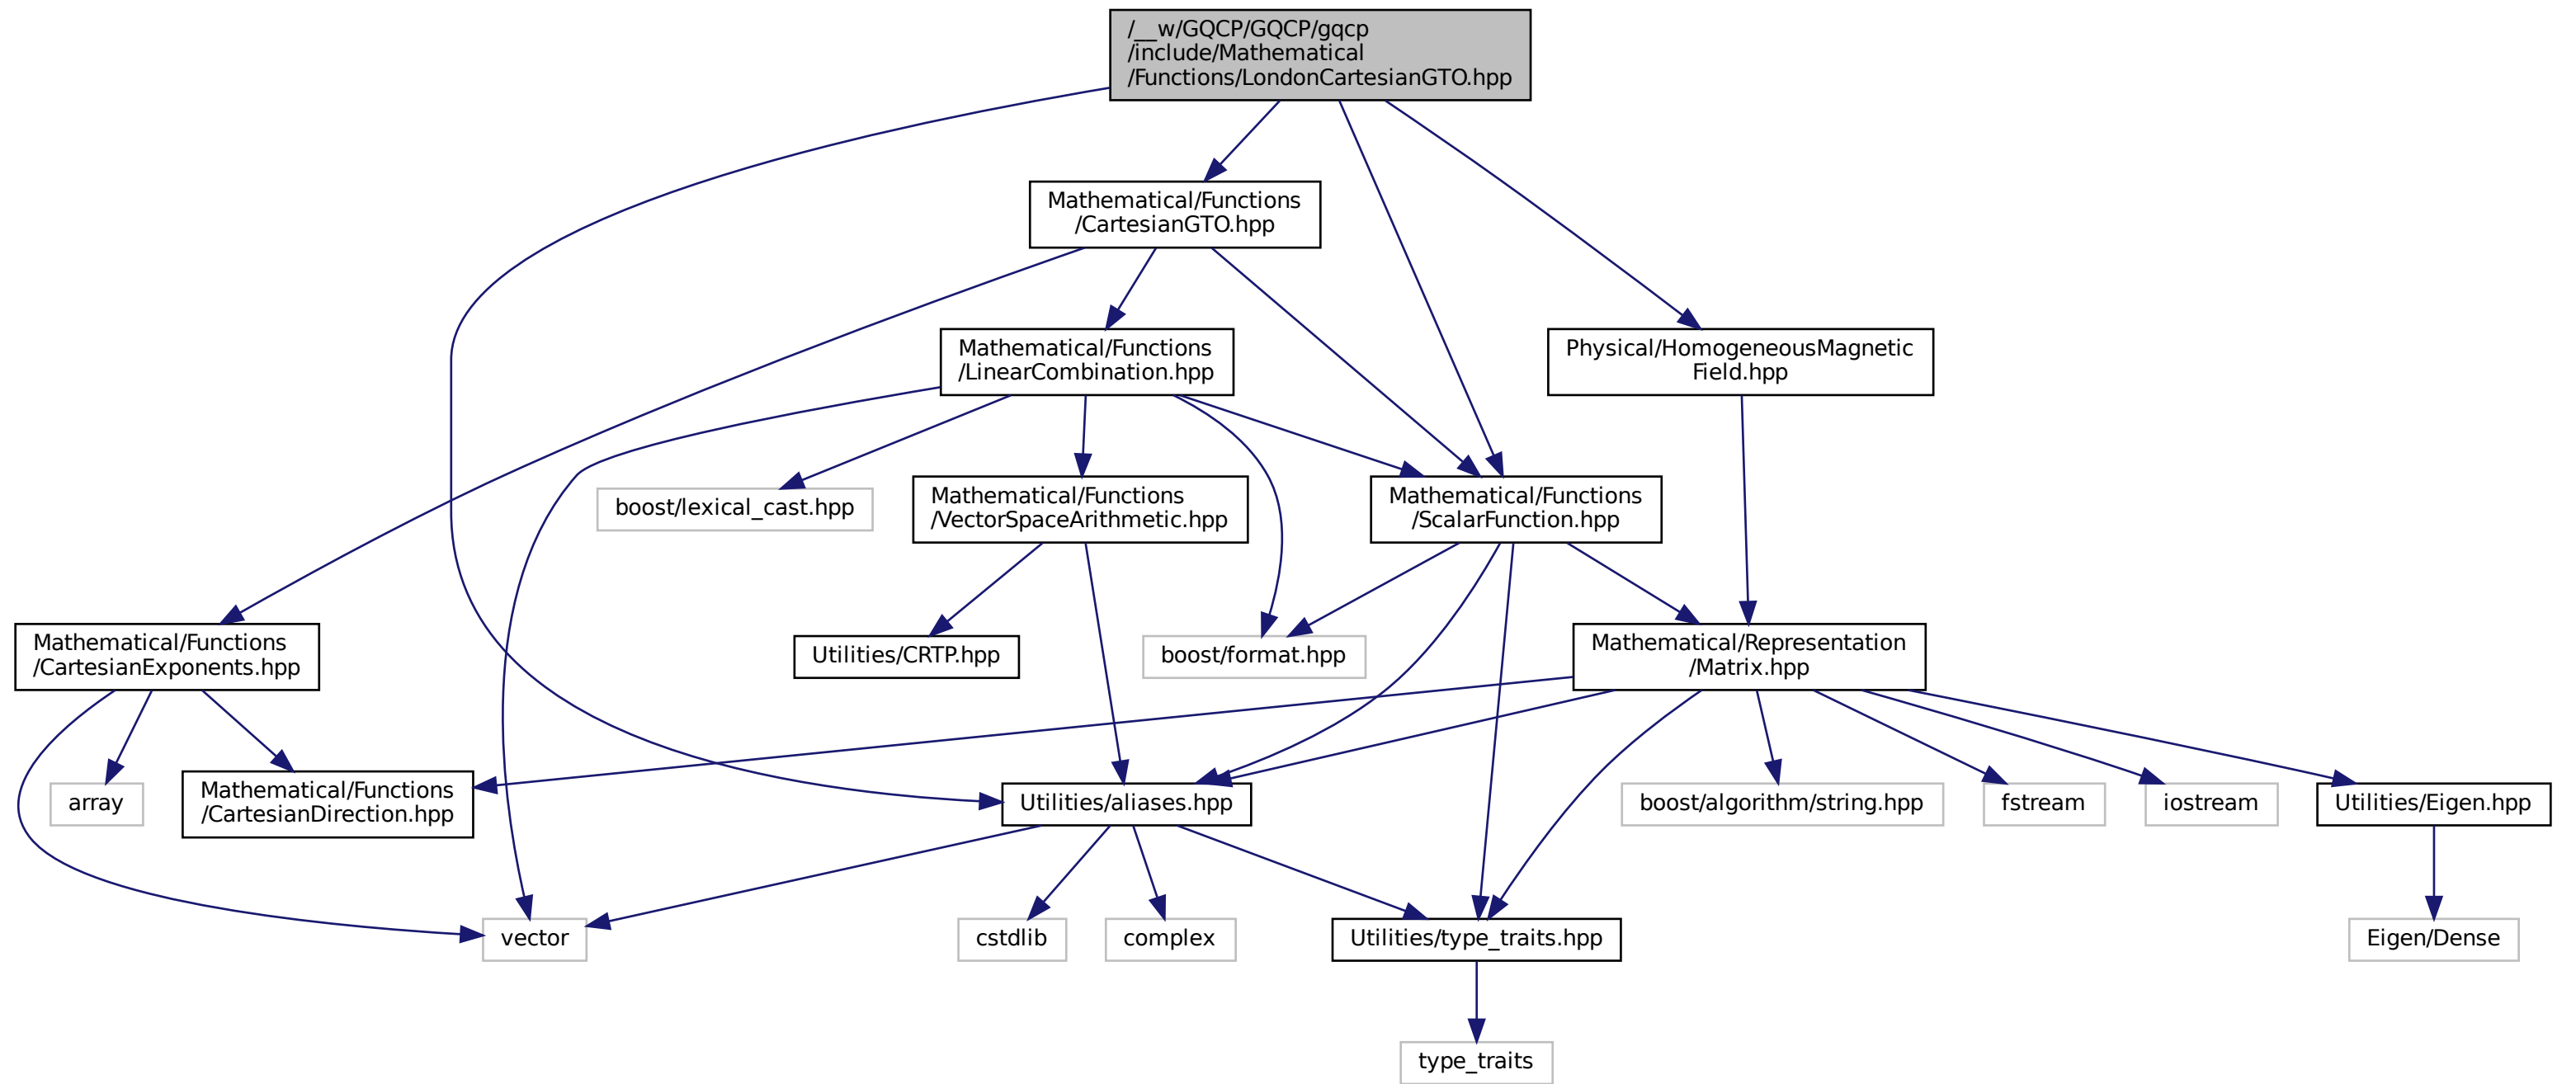 /__w/GQCP/GQCP/gqcp
/include/Mathematical
/Functions/LondonCartesianGTO.hpp
Mathematical/Functions
/CartesianGTO.hpp
Mathematical/Functions
/LinearCombination.hpp
Physical/HomogeneousMagnetic
Field.hpp
boost/lexical_cast.hpp
Mathematical/Functions
/VectorSpaceArithmetic.hpp
Mathematical/Functions
/ScalarFunction.hpp
Mathematical/Functions
/CartesianExponents.hpp
Utilities/CRTP.hpp
boost/format.hpp
Mathematical/Representation
/Matrix.hpp
array
Mathematical/Functions
/CartesianDirection.hpp
Utilities/aliases.hpp
boost/algorithm/string.hpp
fstream
iostream
Utilities/Eigen.hpp
vector
cstdlib
complex
Utilities/type_traits.hpp
Eigen/Dense
type_traits